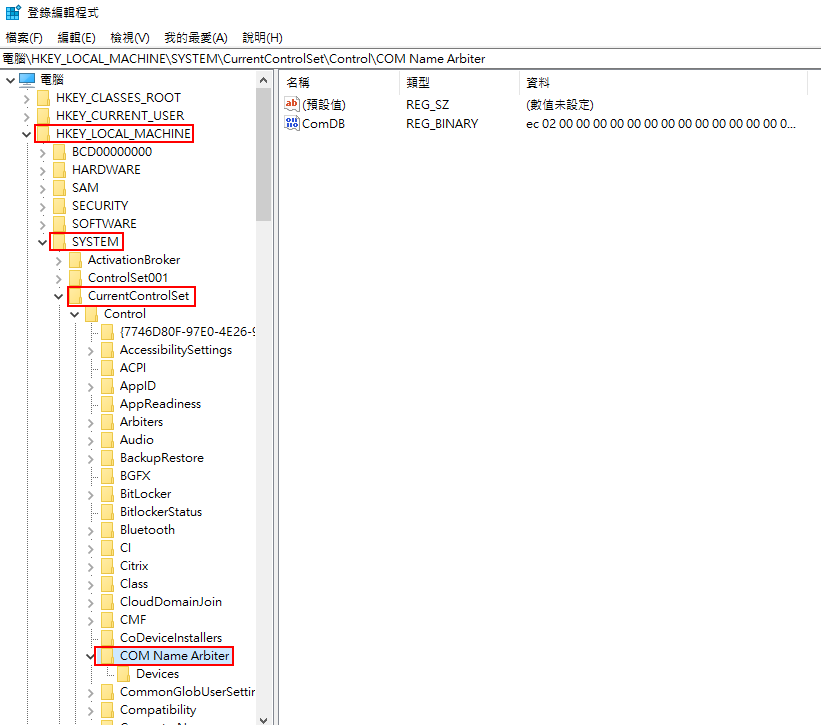 登錄編輯程式
檔案(F) 編輯(E) 檢視(V) 我的最愛(A) 說明(H)
電腦\HKEY_LOCAL_MACHINE\SYSTEM\CurrentControlSet\Control\COM Name Arbiter
電腦
HKEY_CLASSES_ROOT
HKEY_CURRENT_USER
HKEY_LOCAL_MACHINE
BCD00000000
HARDWARE
SAM
SECURITY
SOFTWARE
SYSTEM
ActivationBroker
ControlSet001
CurrentControlSet
Control
{7746D80F-97E0-4E26-9
AccessibilitySettings
ACPI
AppID
AppReadiness
Arbiters
Audio
BackupRestore
BGFX
BitLocker
BitlockerStatus
Bluetooth
CI
Citrix
Class
CloudDomainJoin
CMF
CoDeviceInstallers
COM Name Arbiter
Devices
CommonGlobUserSettin
Compatibility
名稱 類型 資料
(預設值) REG_SZ (數值未設定)
ComDB REG_BINARY ec 02 00 00 00 00 00 00 00 00 00 00 00 00 00 0...